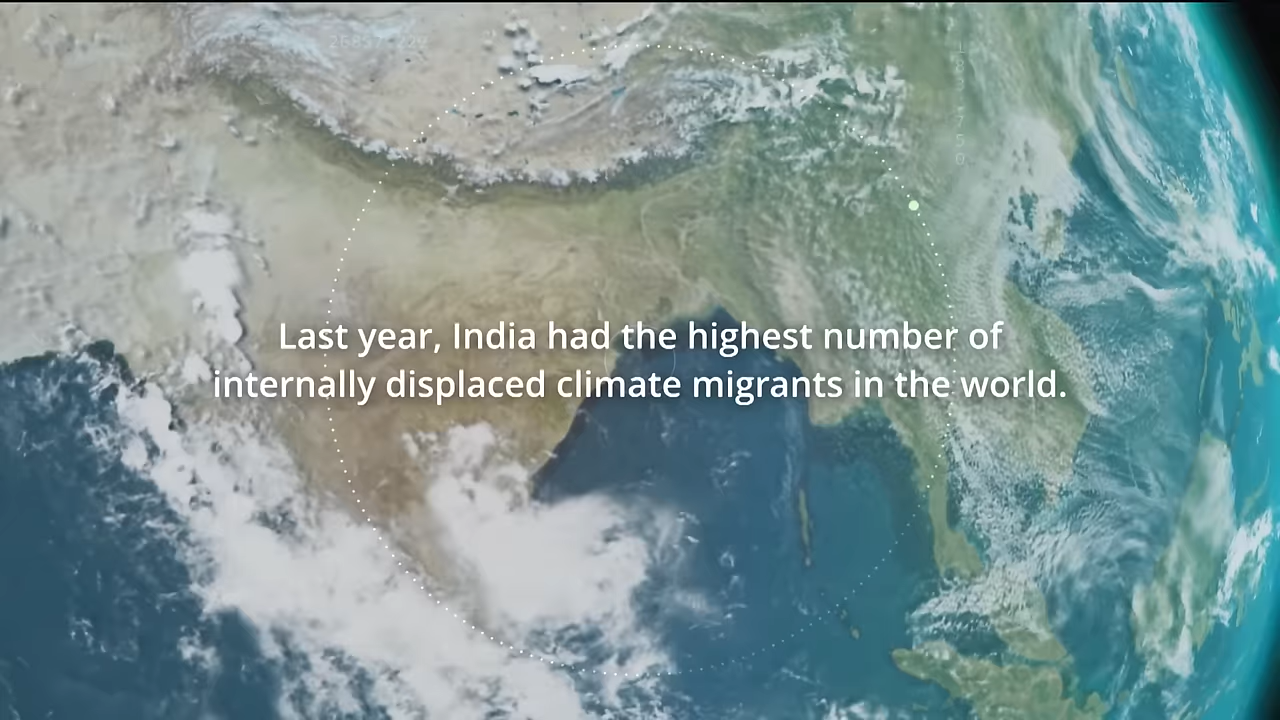 Last year, India had the highest number of
internally displaced climate migrants in the world.